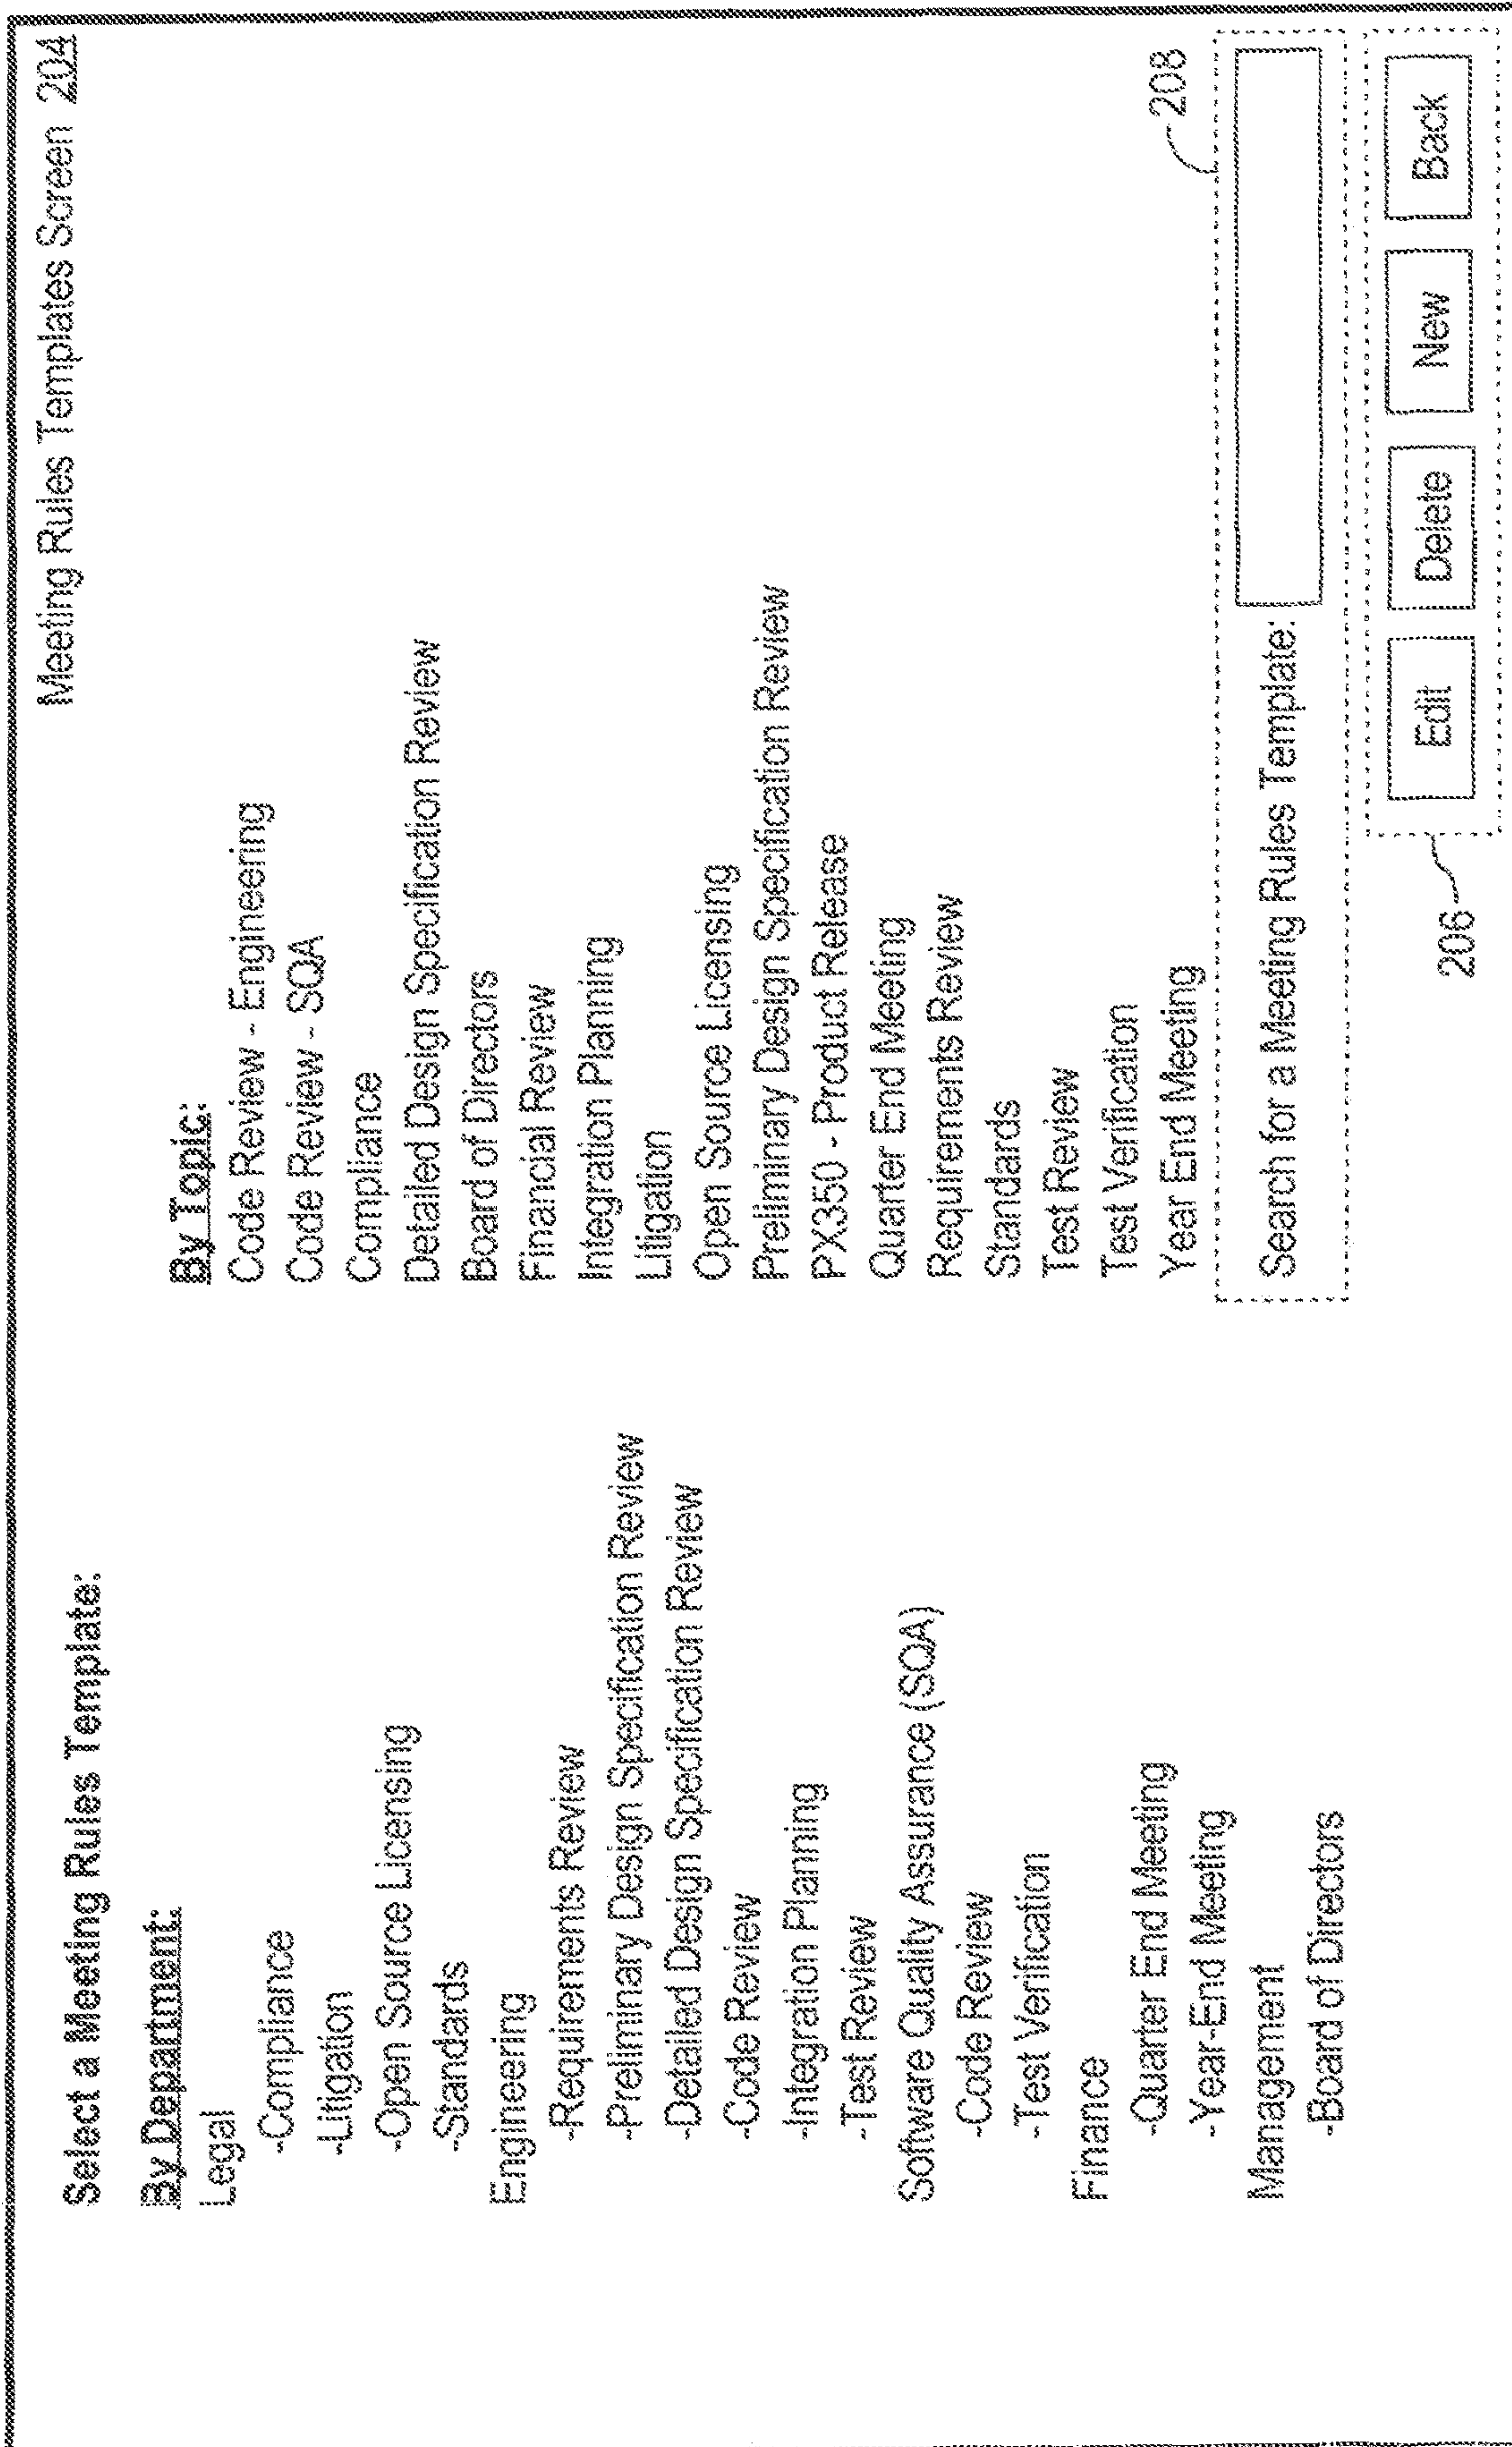 Meeting Rules Templates Screen 204
Select a Meeting Rules Template:
By Department:
Legal
-Compliance
-Litigation
-Open Source Licensing
-Standards
Engineering
-Requirements Review
-Preliminary Design Specification Review
-Detailed Design Specification Review
-Code Review
-Integration Planning
-Test Review
Software Quality Assurance (SQA)
-Code Review
-Test Verification
Finance
-Quarter End Meeting
-Year-End Meeting
Management
-Board of Directors
By Topic:
Code Review - Engineering
Code Review - SQA
Compliance
Detailed Design Specification Review
Board of Directors
Financial Review
Integration Planning
Litigation
Open Source Licensing
Preliminary Design Specification Review
PX350 - Product Release
Quarter End Meeting
Requirements Review
Standards
Test Review
Test Verification
Year End Meeting
208
Search for a Meeting Rules Template:
Edit Delete New Back
206